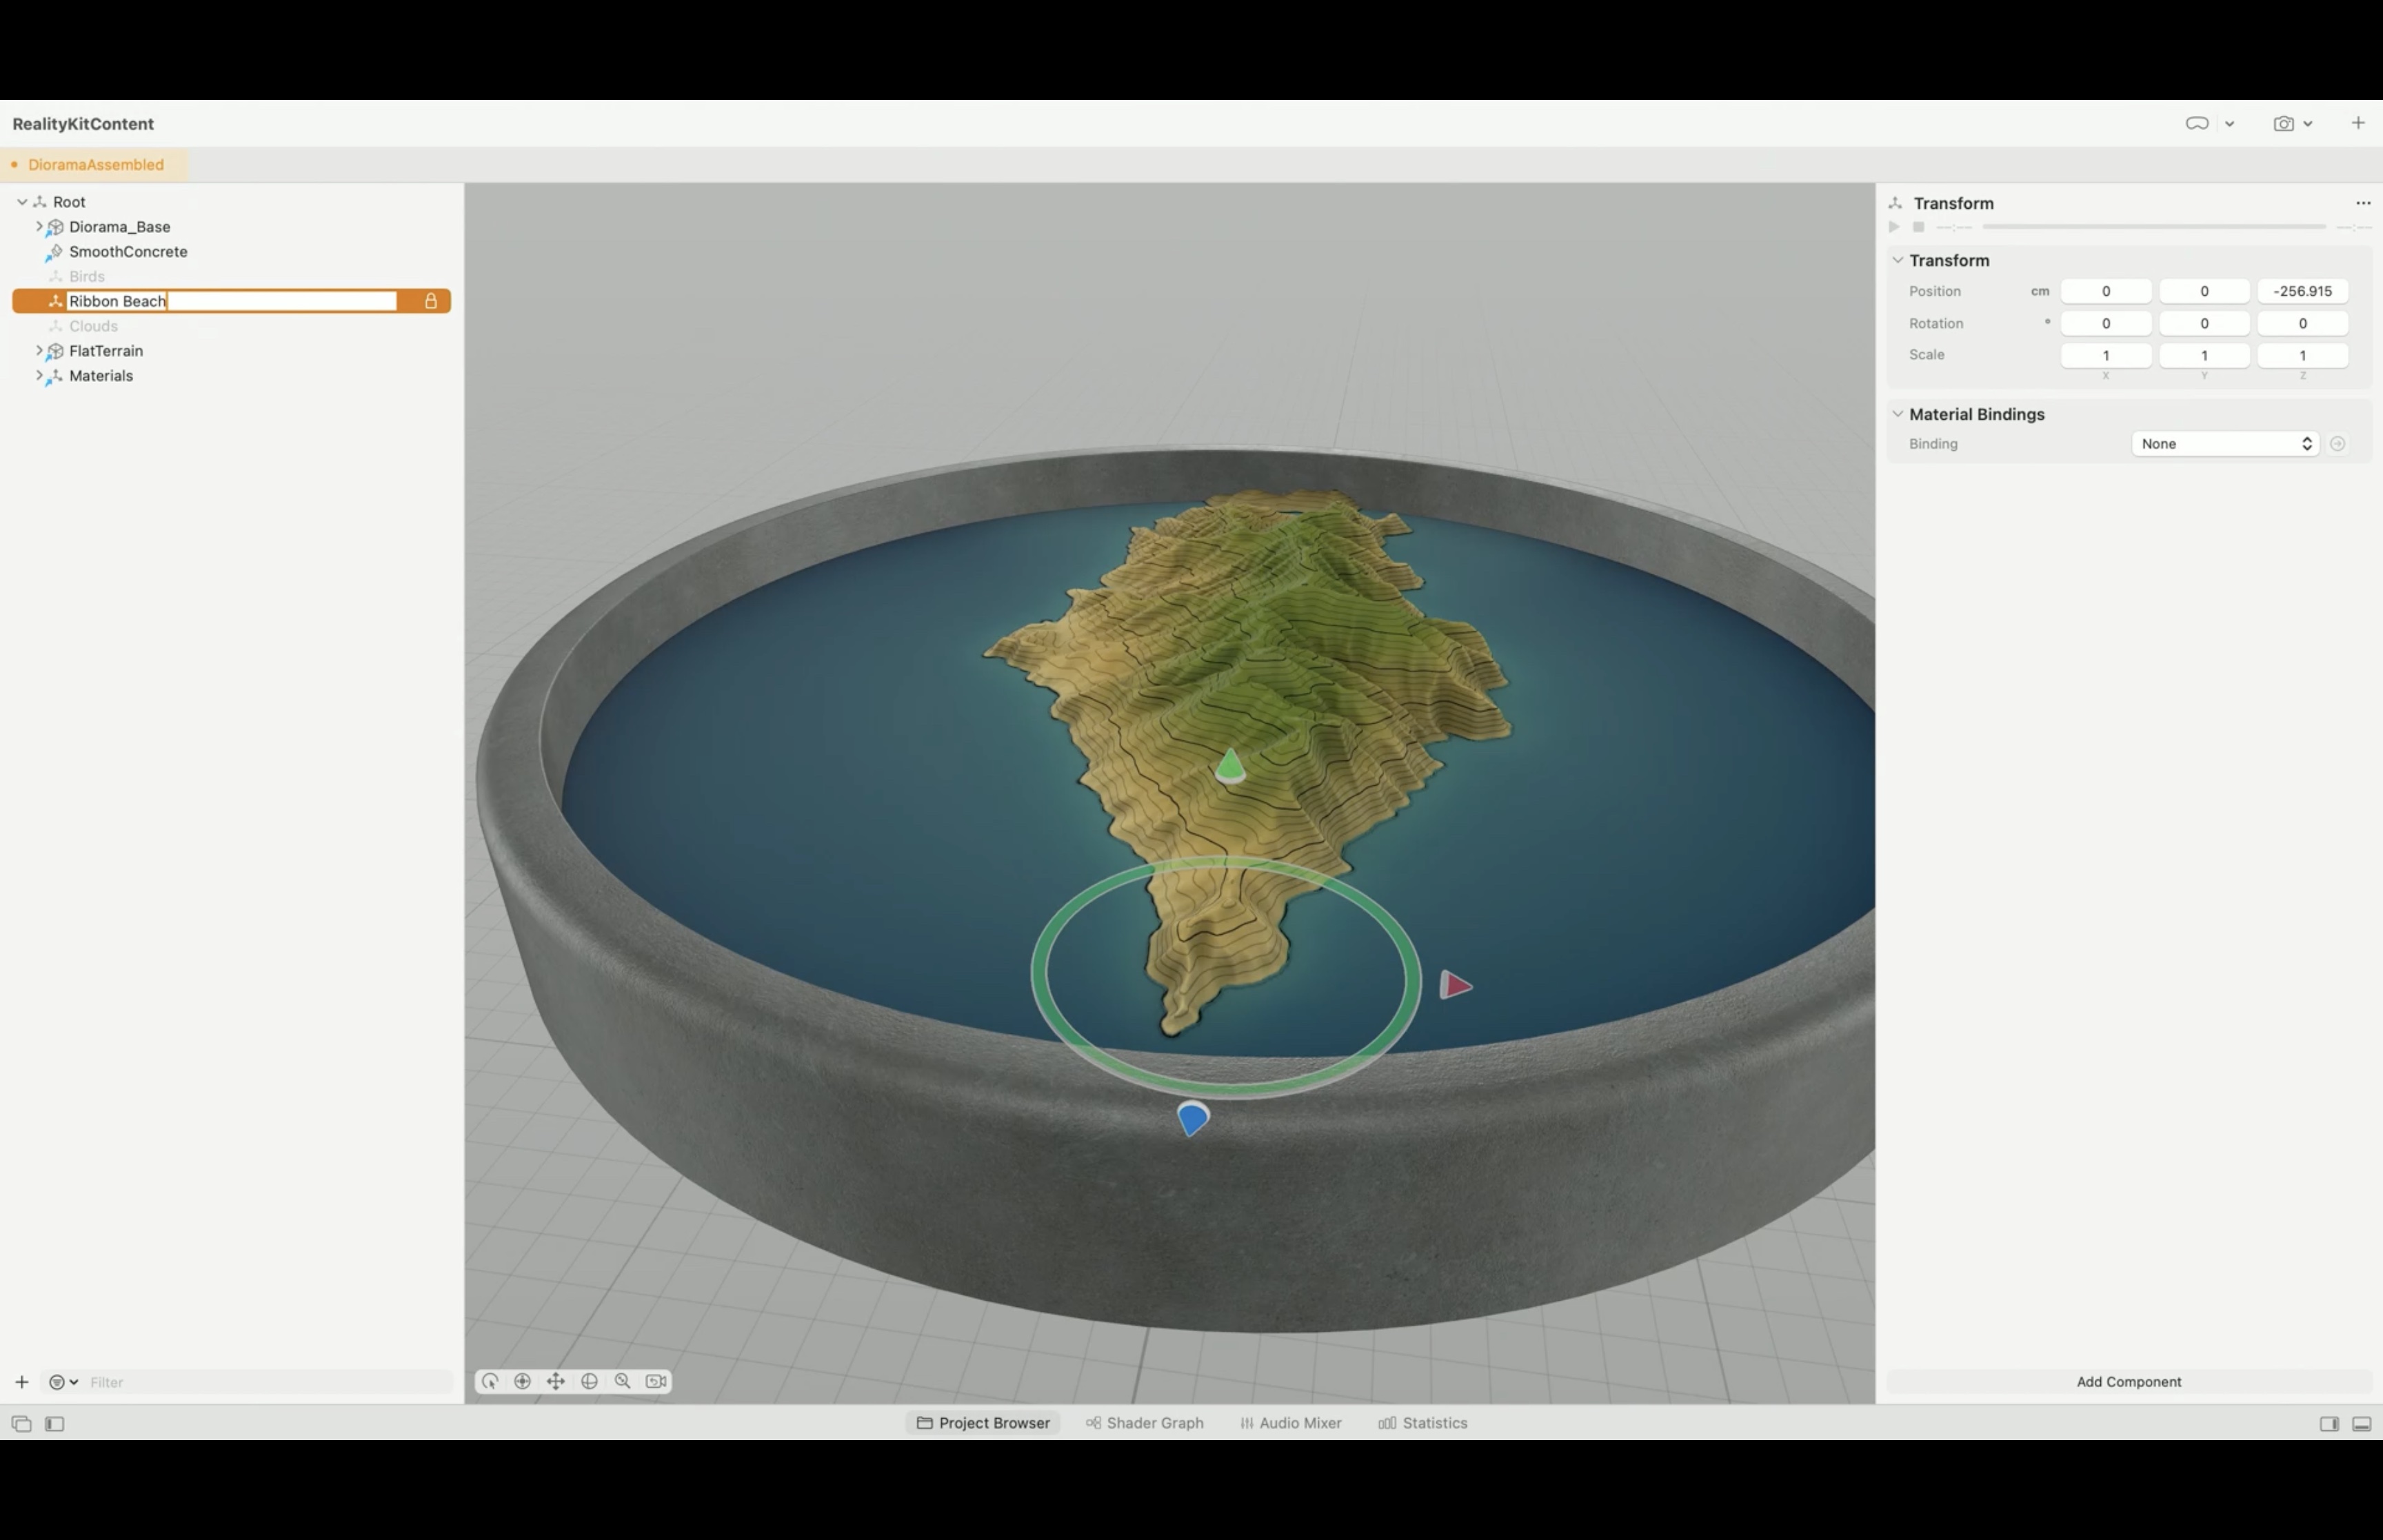 RealityKitContent
DioramaAssembled
Root
Diorama_Base
SmoothConcrete
Birds
Ribbon Beach
Clouds
FlatTerrain
Materials
Filter
Transform
--:--
--:--
Transform
Position cm 0 0 -256.915
Rotation ° 0 0 0
Scale 1 1 1
X Y Z
Material Bindings
Binding None
Add Component
Project Browser Shader Graph Audio Mixer Statistics